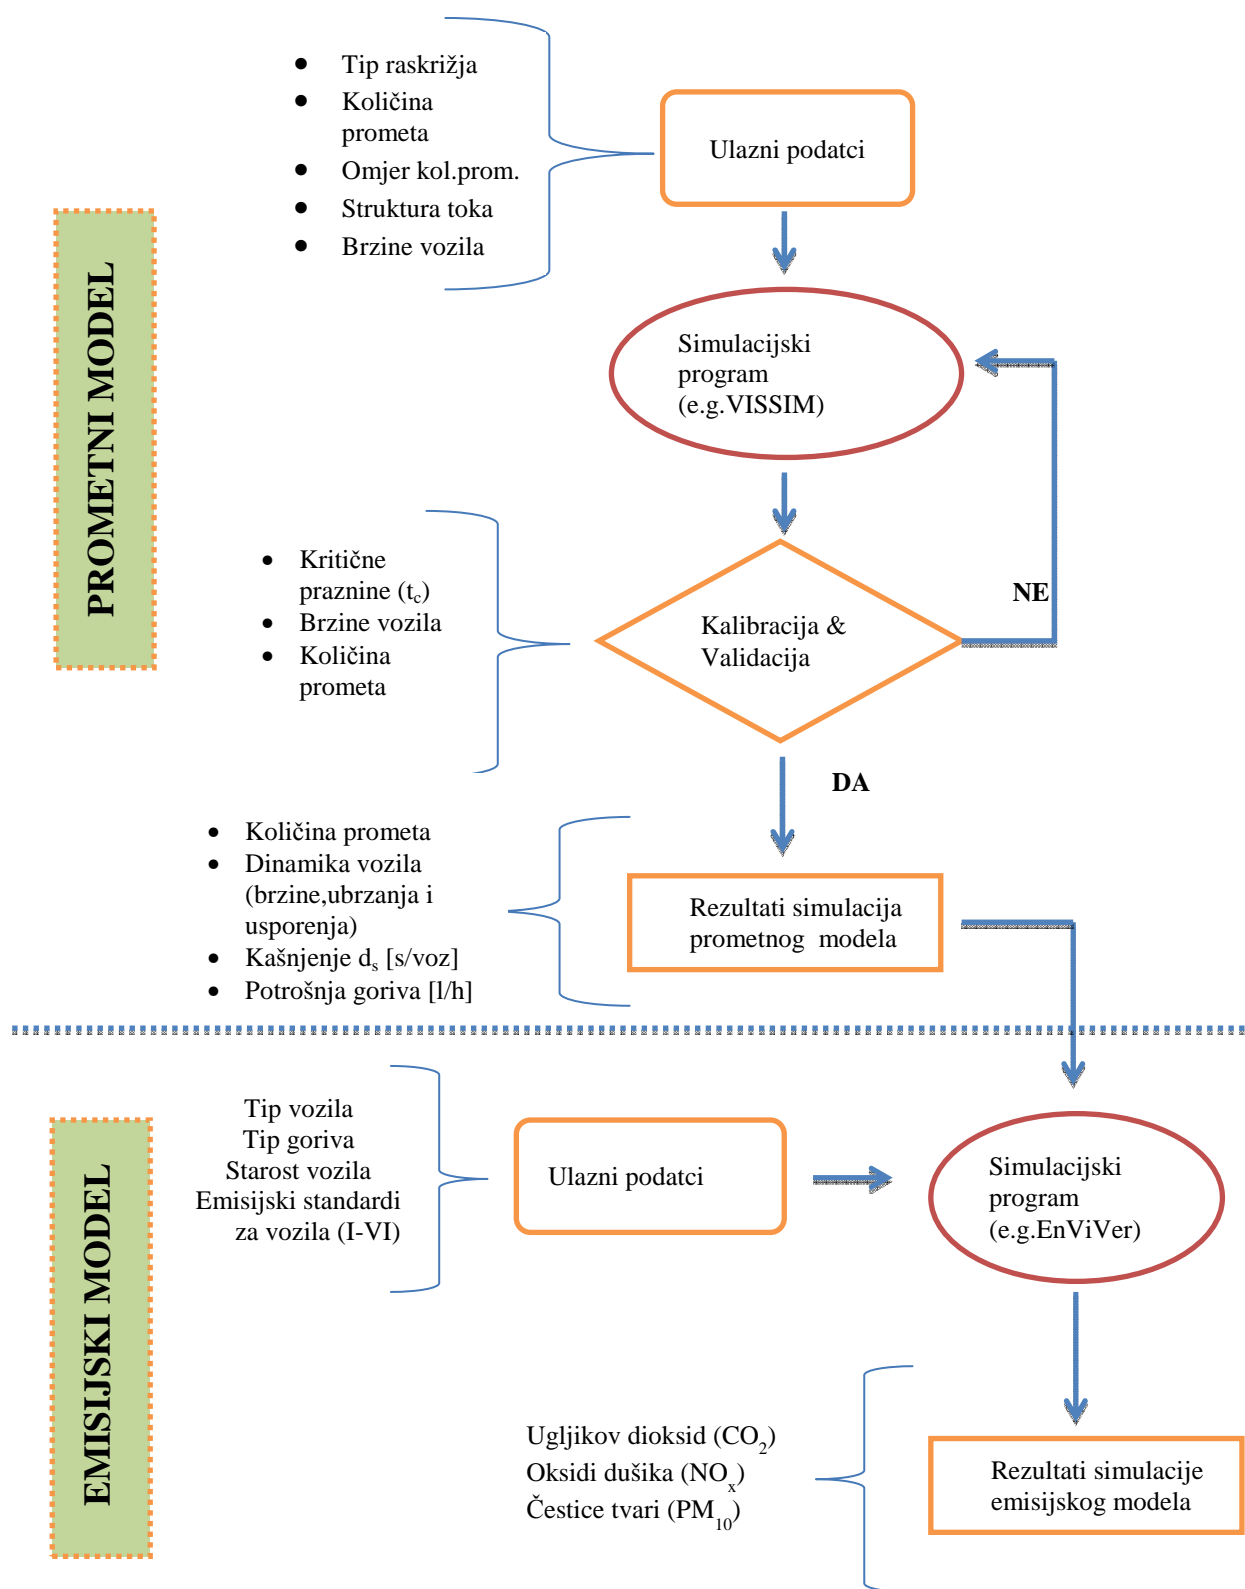 PROMETNI MODEL
• Tip raskrižja
• Količina
prometa
• Omjer kol.prom.
• Struktura toka
• Brzine vozila
Ulazni podatci
Simulacijski
program
(e.g.VISSIM)
• Kritične
praznine (tc)
• Brzine vozila
• Količina
prometa
Kalibracija &
Validacija
NE
DA
• Količina prometa
• Dinamika vozila
(brzine,ubrzanja i
usporenja)
• Kašnjenje ds [s/voz]
• Potrošnja goriva [l/h]
Rezultati simulacija
prometnog modela
EMISIJSKI MODEL
Tip vozila
Tip goriva
Starost vozila
Emisijski standardi
za vozila (I-VI)
Ulazni podatci
Simulacijski
program
(e.g.EnViVer)
Ugljikov dioksid (CO2)
Oksidi dušika (NOx)
Čestice tvari (PM10)
Rezultati simulacije
emisijskog modela